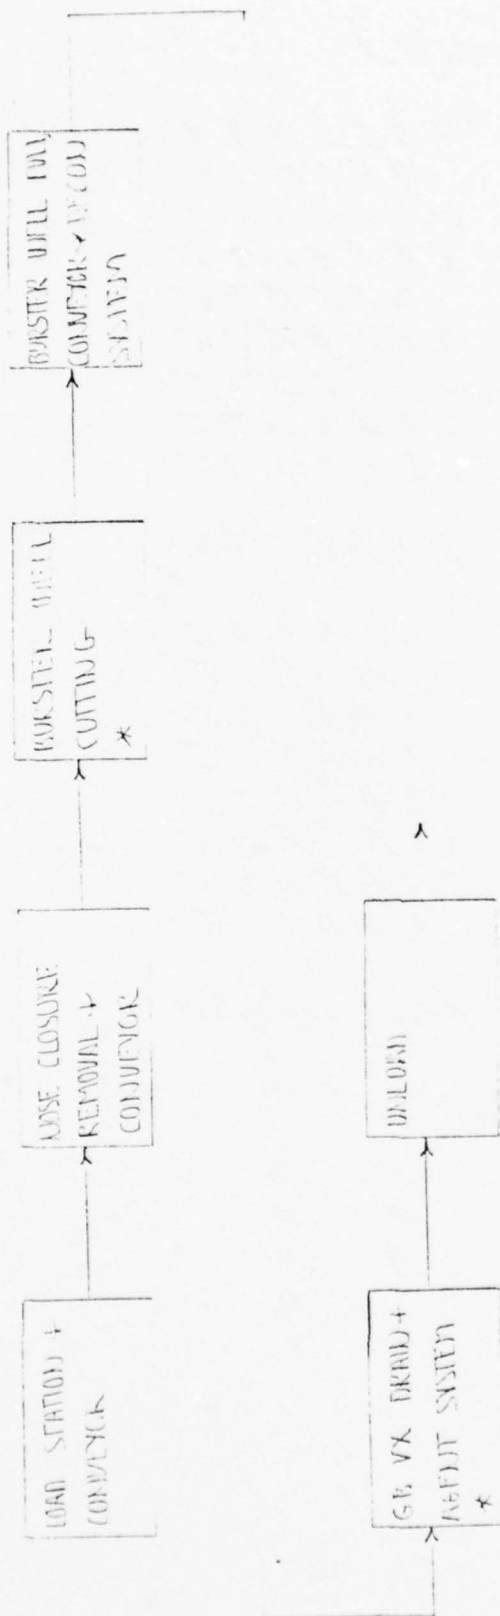 LOAD STATION +
CONVEYOR
NOSE CLOSURE
REMOVAL +
CONVEYOR
BURSTER WELL
CUTTING
*
BURSTER WELL PULL
CONVEYOR + DECON
SYSTEM
GB VX DRAIN +
AGENT SYSTEM
*
UNLOAD